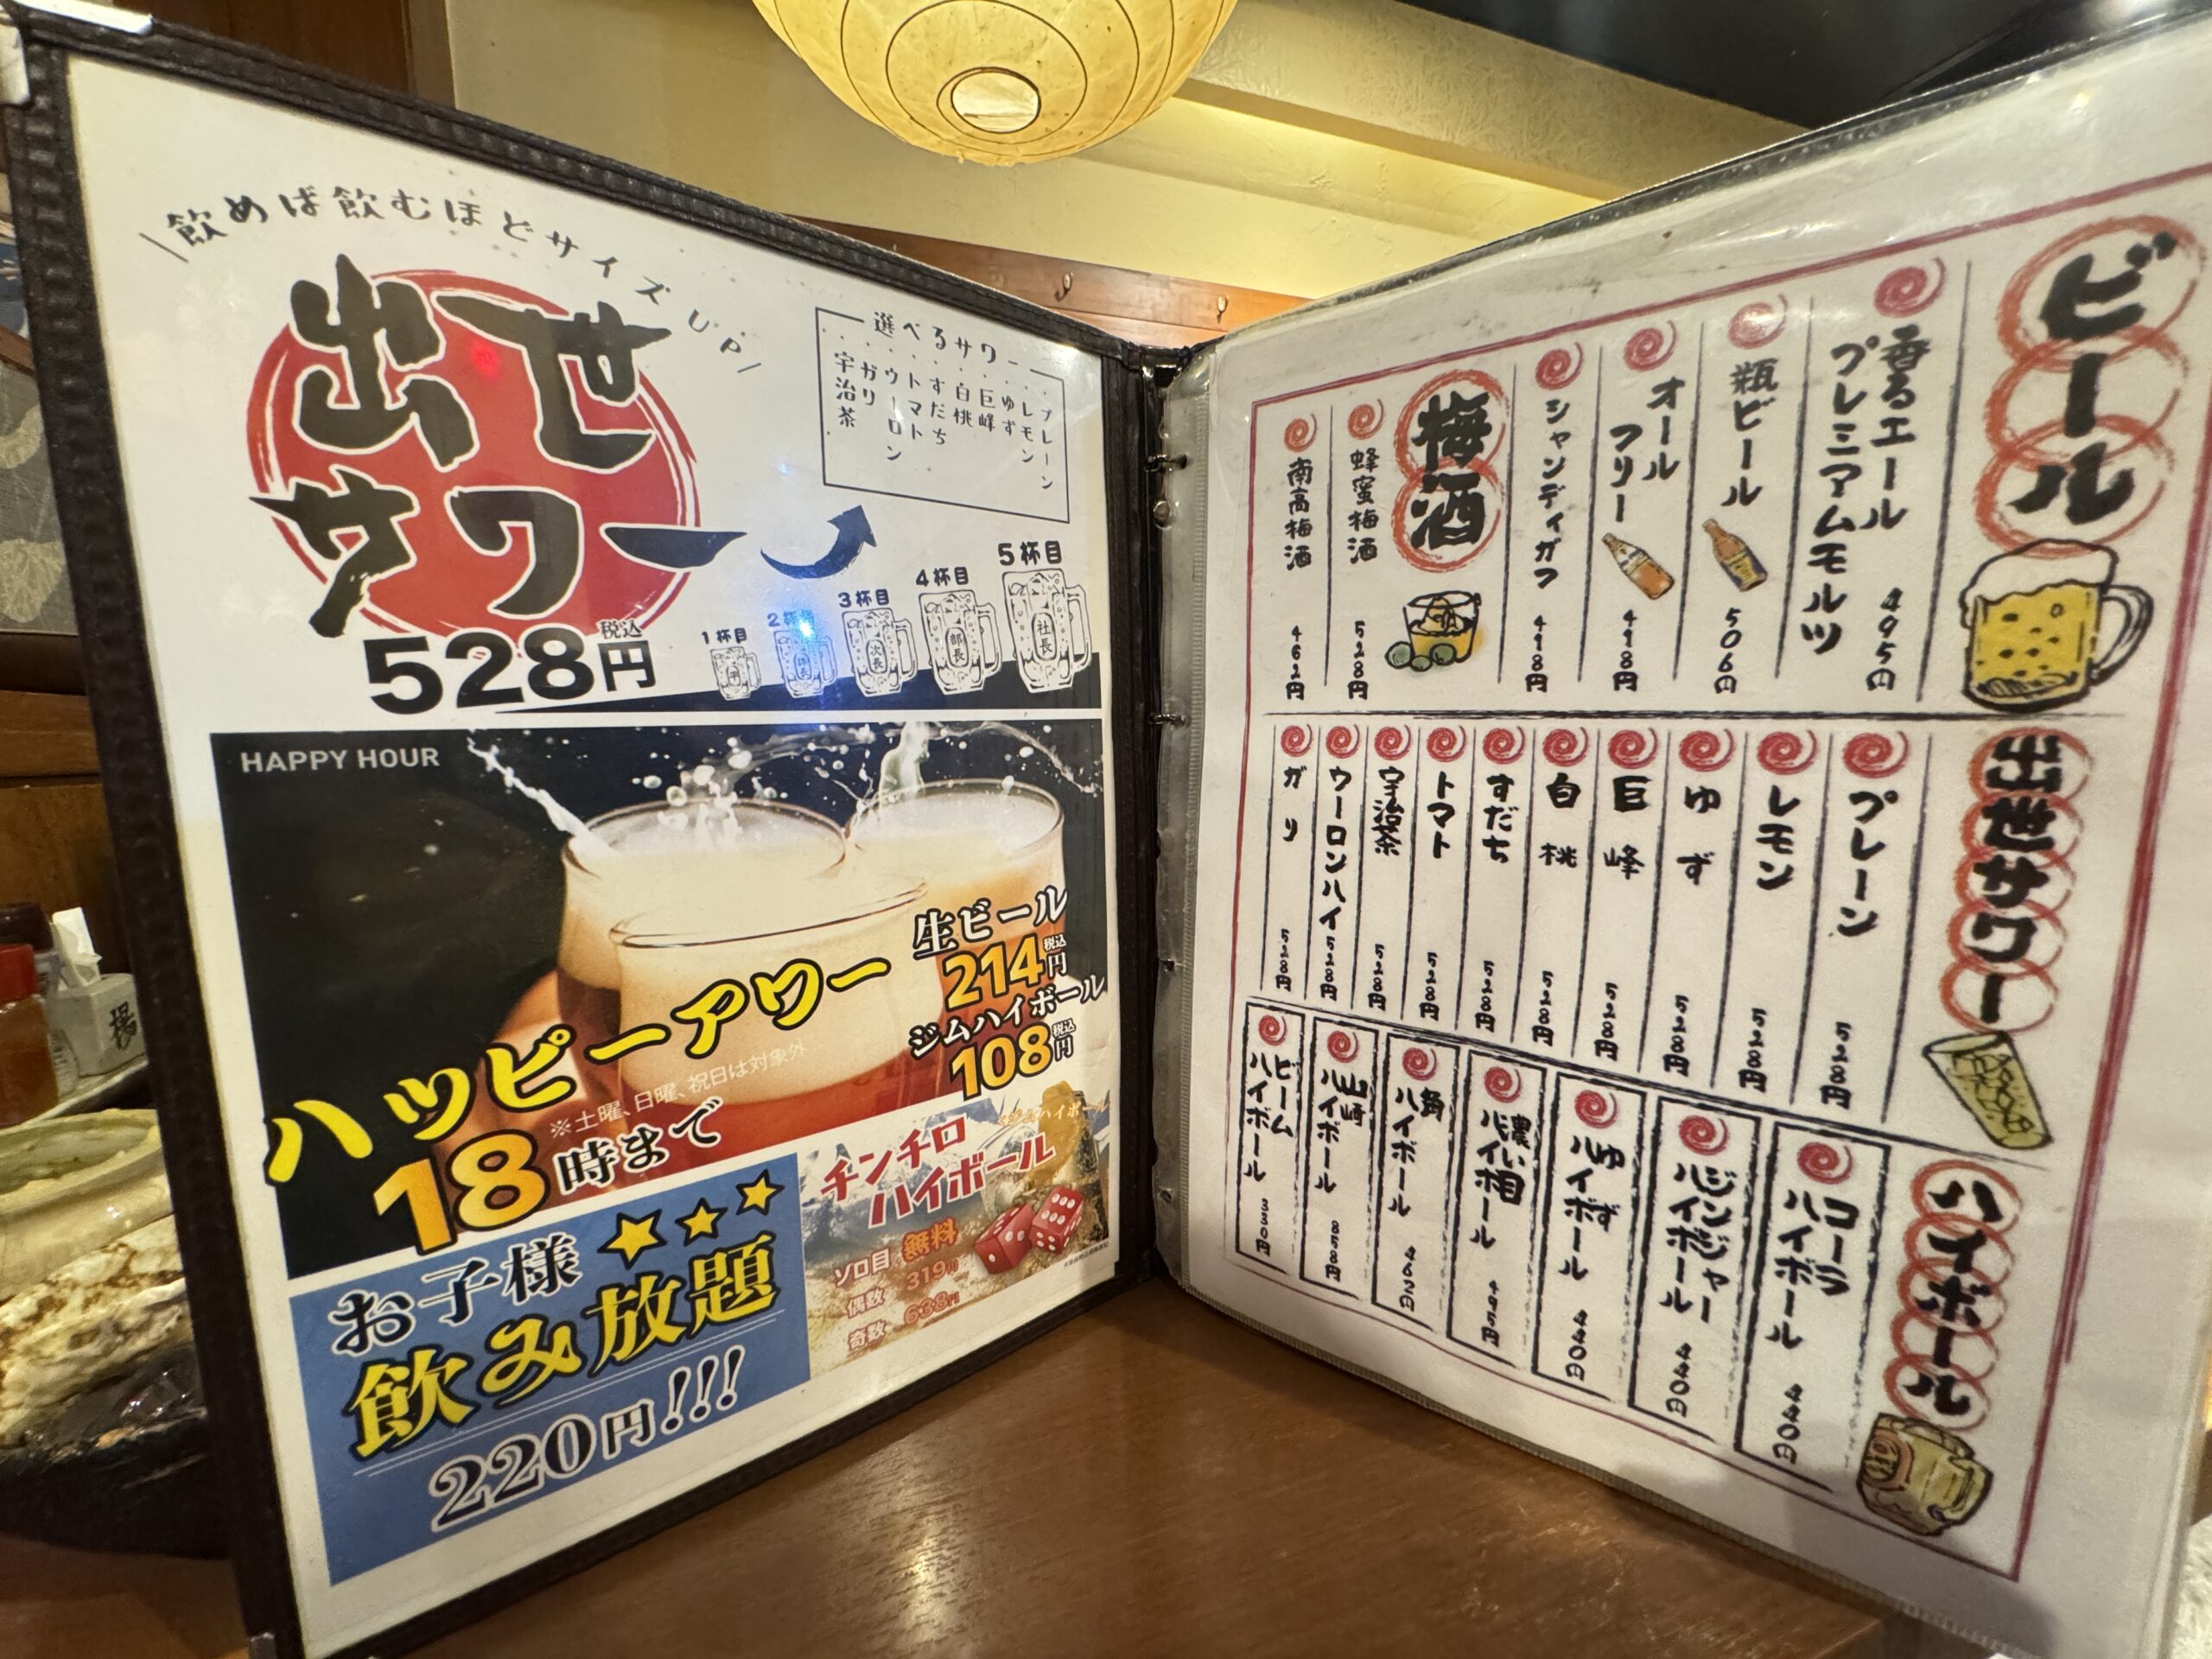 飲めば飲むほどサイズUP
出世
サワー
528円
税込
選べるサワー
プレーン
レモン
ゆず
巨峰
白桃
すだち
トマト
ウーロン
ガリ
宇治茶
1杯目
2杯目
3杯目
4杯目
5杯目
次長
部長
社長
HAPPY HOUR
生ビール
214円
税込
ジムハイボール
108円
税込
ハッピーアワー
※土曜、日曜、祝日は対象外
18時まで
お子様
飲み放題
220円!!!
チンチロ
ハイボール
ゾロ目 無料
偶数 319円
奇数 638円
ビール
香るエール
プレミアムモルツ 495円
瓶ビール 506円
オール
フリー 418円
シャンディガフ 418円
梅酒
蜂蜜梅酒 528円
南高梅酒 462円
出世サワー
プレーン 528円
レモン 528円
ゆず 528円
巨峰 528円
白桃 528円
すだち 528円
トマト 528円
宇治茶 528円
ウーロンハイ 528円
ガリ 528円
ハイボール
コーラ
ハイボール 440円
ジンジャー
ハイボール 440円
ゆず
ハイボール 440円
濃い角
ハイボール 495円
角
ハイボール 462円
山崎
ハイボール 858円
ビーム
ハイボール 330円
揚